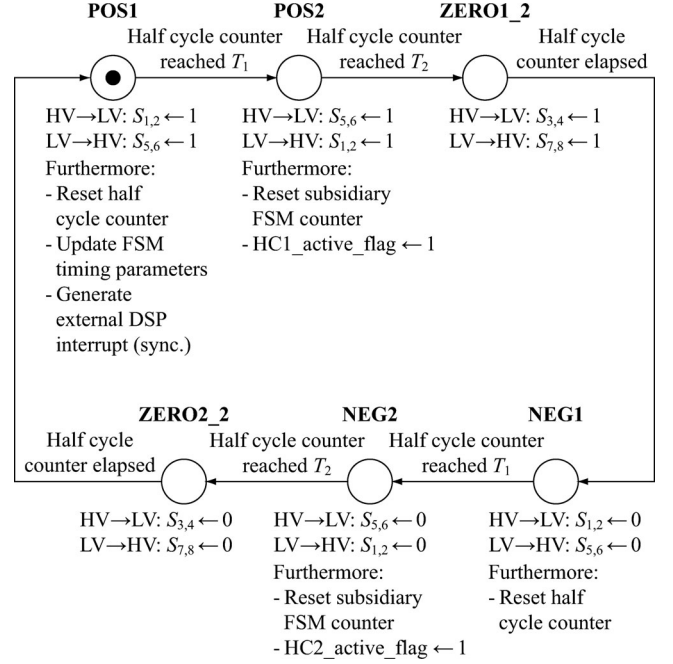 POS1 POS2 ZERO1_2
Half cycle counter Half cycle counter Half cycle
reached T₁ reached T₂ counter elapsed
HV→LV: S₁,₂ ← 1 HV→LV: S₅,₆ ← 1 HV→LV: S₃,₄ ← 1
LV→HV: S₅,₆ ← 1 LV→HV: S₁,₂ ← 1 LV→HV: S₇,₈ ← 1
Furthermore: Furthermore:
- Reset half - Reset subsidiary
cycle counter FSM counter
- Update FSM - HC1_active_flag ← 1
timing parameters
- Generate
external DSP
interrupt (sync.)
ZERO2_2 NEG2 NEG1
Half cycle Half cycle counter Half cycle counter
counter elapsed reached T₂ reached T₁
HV→LV: S₃,₄ ← 0 HV→LV: S₅,₆ ← 0 HV→LV: S₁,₂ ← 0
LV→HV: S₇,₈ ← 0 LV→HV: S₁,₂ ← 0 LV→HV: S₅,₆ ← 0
Furthermore: Furthermore:
- Reset subsidiary - Reset half
FSM counter cycle counter
- HC2_active_flag ← 1